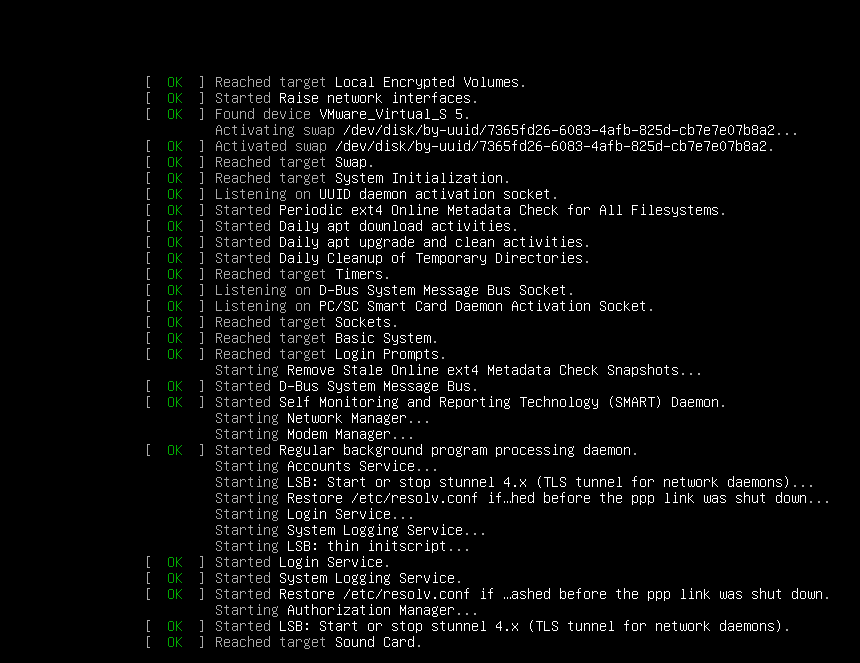 [  OK  ] Reached target Local Encrypted Volumes.
[  OK  ] Started Raise network interfaces.
[  OK  ] Found device VMware_Virtual_S 5.
Activating swap /dev/disk/by-uuid/7365fd26-6083-4afb-825d-cb7e7e07b8a2...
[  OK  ] Activated swap /dev/disk/by-uuid/7365fd26-6083-4afb-825d-cb7e7e07b8a2.
[  OK  ] Reached target Swap.
[  OK  ] Reached target System Initialization.
[  OK  ] Listening on UUID daemon activation socket.
[  OK  ] Started Periodic ext4 Online Metadata Check for All Filesystems.
[  OK  ] Started Daily apt download activities.
[  OK  ] Started Daily apt upgrade and clean activities.
[  OK  ] Started Daily Cleanup of Temporary Directories.
[  OK  ] Reached target Timers.
[  OK  ] Listening on D-Bus System Message Bus Socket.
[  OK  ] Listening on PC/SC Smart Card Daemon Activation Socket.
[  OK  ] Reached target Sockets.
[  OK  ] Reached target Basic System.
[  OK  ] Reached target Login Prompts.
Starting Remove Stale Online ext4 Metadata Check Snapshots...
[  OK  ] Started D-Bus System Message Bus.
[  OK  ] Started Self Monitoring and Reporting Technology (SMART) Daemon.
Starting Network Manager...
Starting Modem Manager...
[  OK  ] Started Regular background program processing daemon.
Starting Accounts Service...
Starting LSB: Start or stop stunnel 4.x (TLS tunnel for network daemons)...
Starting Restore /etc/resolv.conf if…hed before the ppp link was shut down...
Starting Login Service...
Starting System Logging Service...
Starting LSB: thin initscript...
[  OK  ] Started Login Service.
[  OK  ] Started System Logging Service.
[  OK  ] Started Restore /etc/resolv.conf if …ashed before the ppp link was shut down.
Starting Authorization Manager...
[  OK  ] Started LSB: Start or stop stunnel 4.x (TLS tunnel for network daemons).
[  OK  ] Reached target Sound Card.